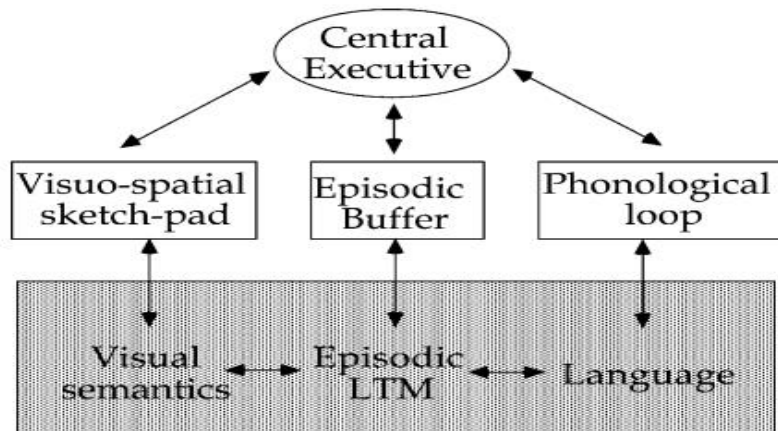 Central
Executive
Visuo-spatial
sketch-pad
Episodic
Buffer
Phonological
loop
Visual
semantics
Episodic
LTM
Language